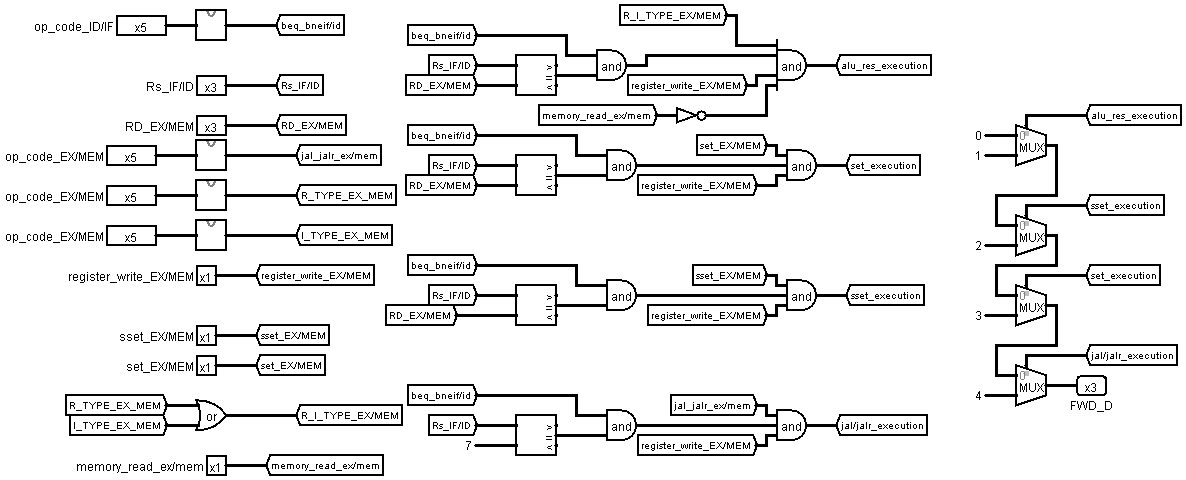 op_code_ID/IF x5 beq_bneif/id
Rs_IF/ID x3 Rs_IF/ID
RD_EX/MEM x3 RD_EX/MEM
op_code_EX/MEM x5 jal_jalr_ex/mem
op_code_EX/MEM x5 R_TYPE_EX_MEM
op_code_EX/MEM x5 I_TYPE_EX_MEM
register_write_EX/MEM x1 register_write_EX/MEM
sset_EX/MEM x1 sset_EX/MEM
set_EX/MEM x1 set_EX/MEM
R_TYPE_EX_MEM
I_TYPE_EX_MEM
or
R_I_TYPE_EX/MEM
memory_read_ex/mem x1 memory_read_ex/mem
R_I_TYPE_EX/MEM
beq_bneif/id
Rs_IF/ID
RD_EX/MEM
>
=
<
and
register_write_EX/MEM
memory_read_ex/mem
and
alu_res_execution
beq_bneif/id
Rs_IF/ID
RD_EX/MEM
>
=
<
and
set_EX/MEM
register_write_EX/MEM
and
set_execution
beq_bneif/id
Rs_IF/ID
RD_EX/MEM
>
=
<
and
sset_EX/MEM
register_write_EX/MEM
and
sset_execution
beq_bneif/id
Rs_IF/ID
7
>
=
<
and
jal_jalr_ex/mem
register_write_EX/MEM
and
jal/jalr_execution
alu_res_execution
0
1
0
MUX
sset_execution
2
0
MUX
set_execution
3
0
MUX
jal/jalr_execution
4
0
MUX
x3
FWD_D